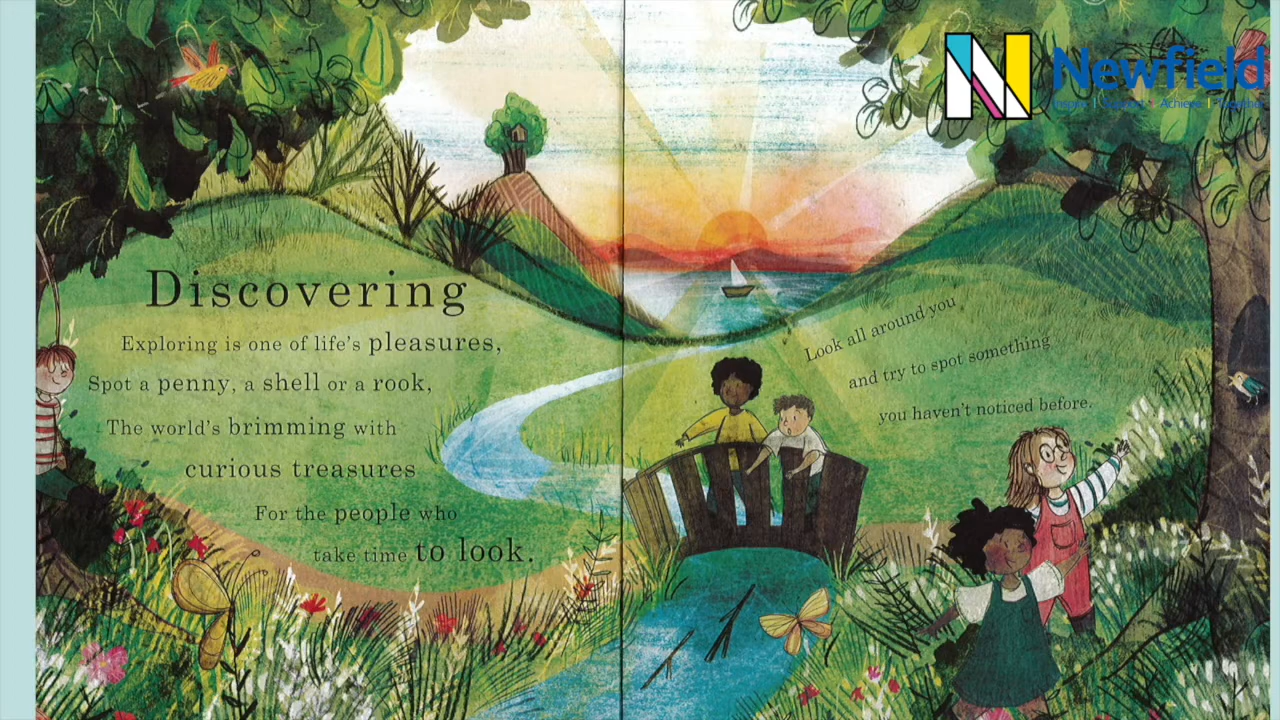 Discovering
Exploring is one of life's pleasures,
Spot a penny, a shell or a rook,
The world's brimming with
curious treasures
For the people who
take time to look.
Look all around you
and try to spot something
you haven't noticed before.
Newfield
Achieve